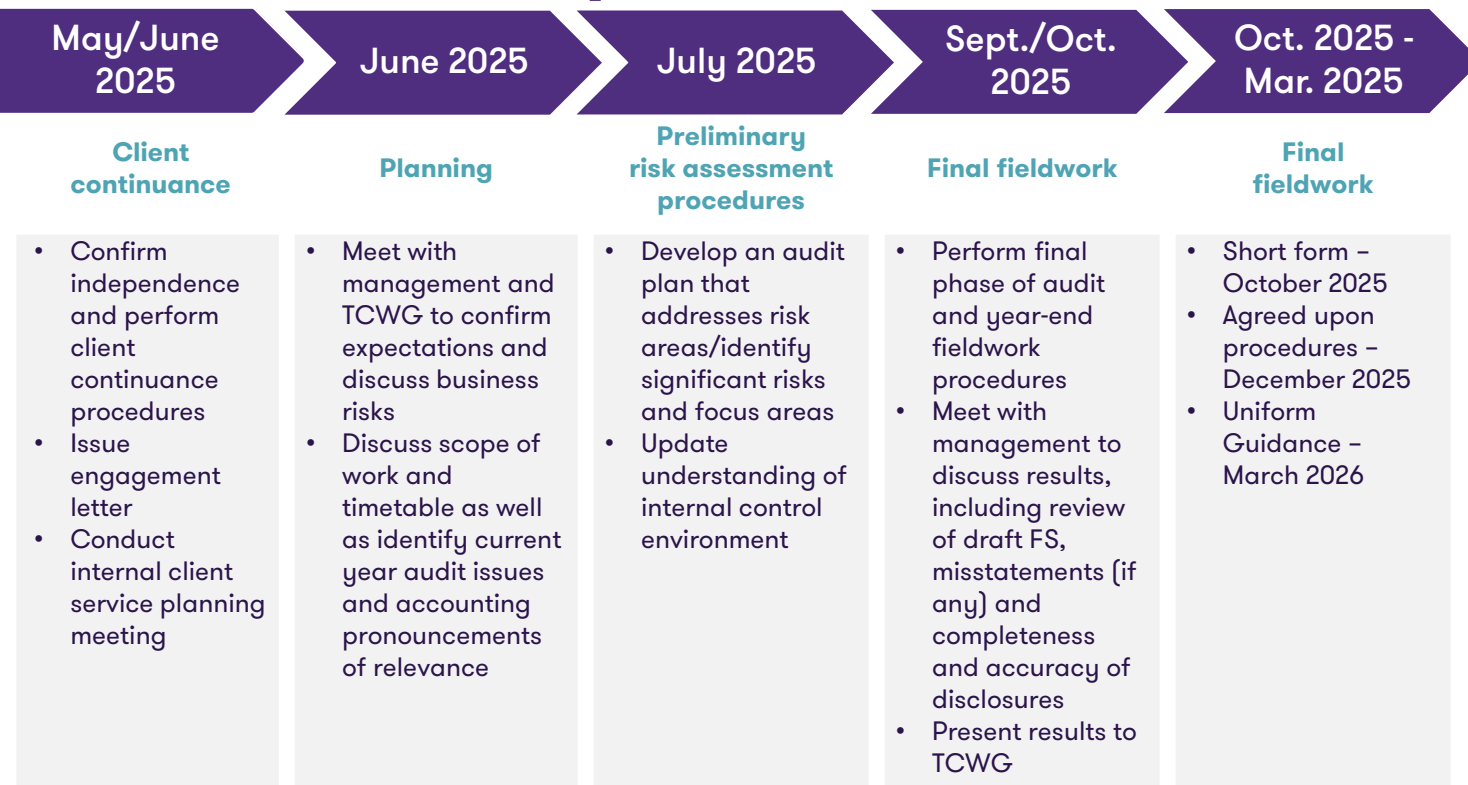 May/June
2025
June 2025
July 2025
Sept./Oct.
2025
Oct. 2025 -
Mar. 2025
Client
continuance
Planning
Preliminary
risk assessment
procedures
Final fieldwork
Final
fieldwork
• Confirm
independence
and perform
client
continuance
procedures
• Issue
engagement
letter
• Conduct
internal client
service planning
meeting
• Meet with
management and
TCWG to confirm
expectations and
discuss business
risks
• Discuss scope of
work and
timetable as well
as identify current
year audit issues
and accounting
pronouncements
of relevance
• Develop an audit
plan that
addresses risk
areas/identify
significant risks
and focus areas
• Update
understanding of
internal control
environment
• Perform final
phase of audit
and year-end
fieldwork
procedures
• Meet with
management to
discuss results,
including review
of draft FS,
misstatements (if
any) and
completeness
and accuracy of
disclosures
• Present results to
TCWG
• Short form –
October 2025
• Agreed upon
procedures –
December 2025
• Uniform
Guidance –
March 2026